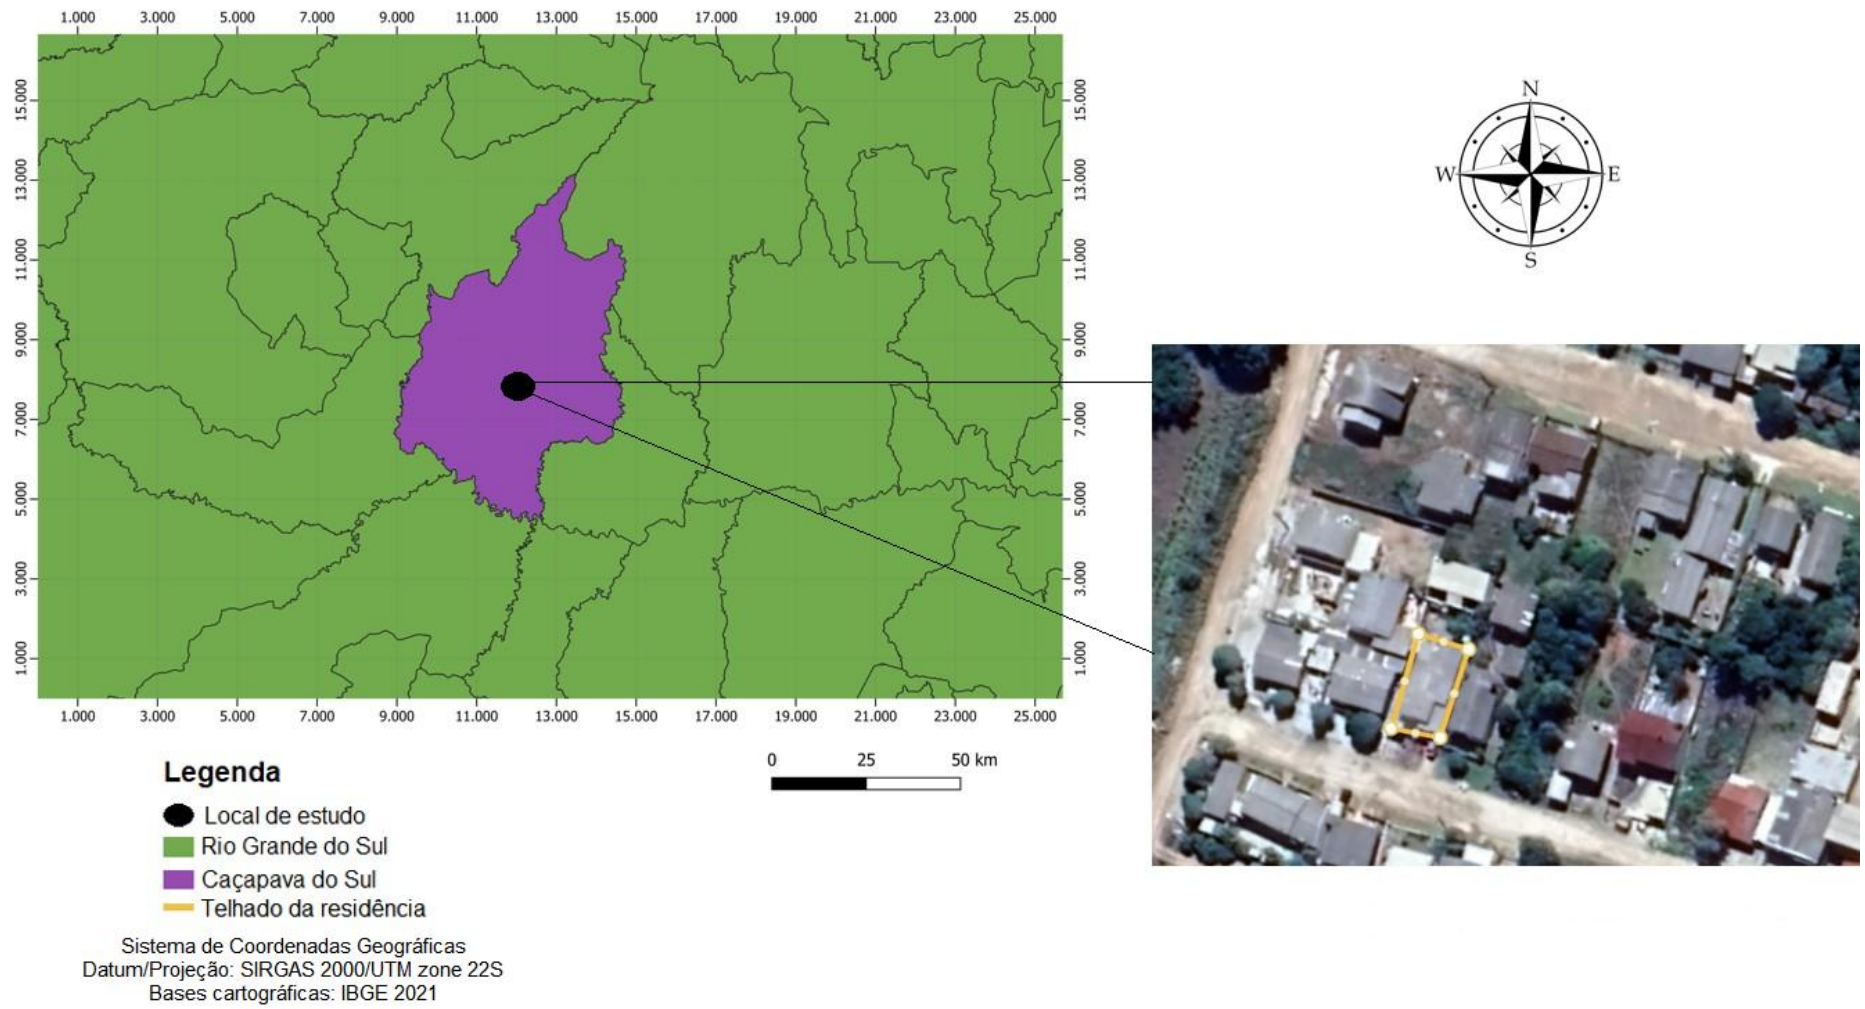 1.000 3.000 5.000 7.000 9.000 11.000 13.000 15.000 17.000 19.000 21.000 23.000 25.000
15.000
13.000
11.000
9.000
7.000
5.000
3.000
1.000
15.000
13.000
11.000
9.000
7.000
5.000
3.000
1.000
1.000 3.000 5.000 7.000 9.000 11.000 13.000 15.000 17.000 19.000 21.000 23.000 25.000
N
W E
S
0 25 50 km
Legenda
Local de estudo
Rio Grande do Sul
Caçapava do Sul
Telhado da residência
Sistema de Coordenadas Geográficas
Datum/Projeção: SIRGAS 2000/UTM zone 22S
Bases cartográficas: IBGE 2021